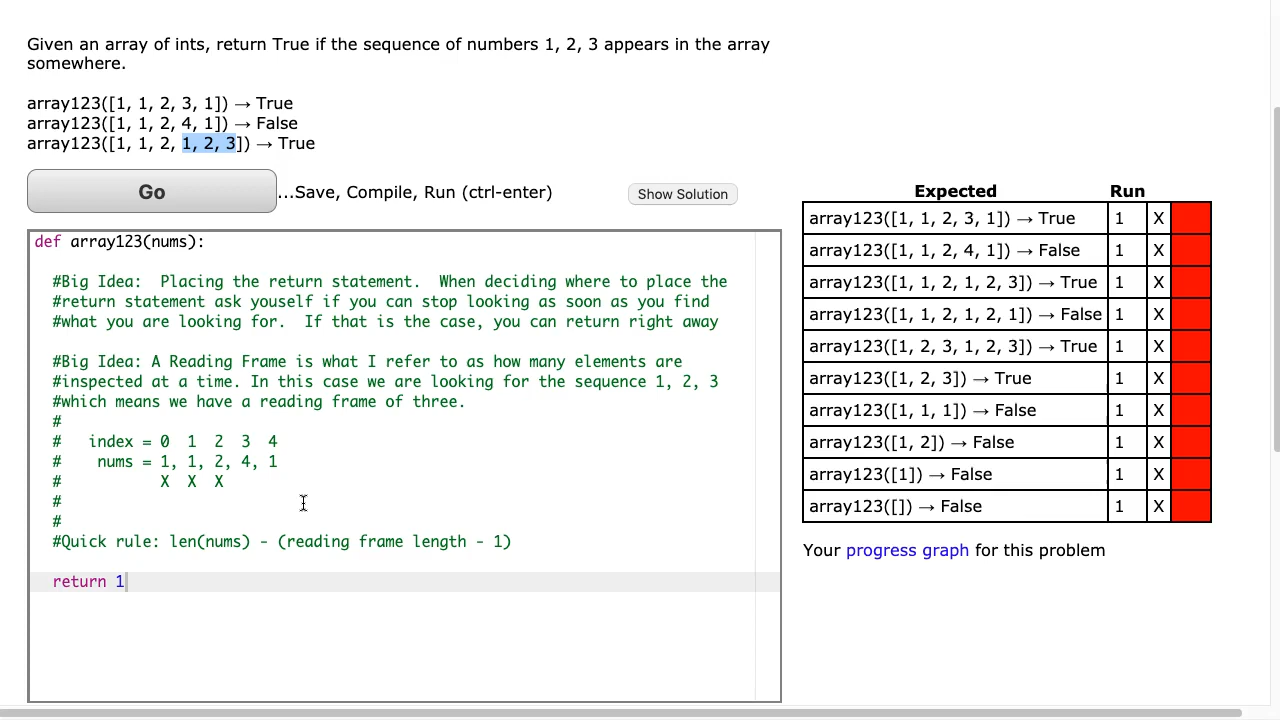 Given an array of ints, return True if the sequence of numbers 1, 2, 3 appears in the array
somewhere.
array123([1, 1, 2, 3, 1]) → True
array123([1, 1, 2, 4, 1]) → False
array123([1, 1, 2, 1, 2, 3]) → True
Go
...Save, Compile, Run (ctrl-enter)
Show Solution
def array123(nums):
#Big Idea:  Placing the return statement.  When deciding where to place the
#return statement ask youself if you can stop looking as soon as you find
#what you are looking for.  If that is the case, you can return right away
#Big Idea: A Reading Frame is what I refer to as how many elements are
#inspected at a time. In this case we are looking for the sequence 1, 2, 3
#which means we have a reading frame of three.
#
#   index = 0  1  2  3  4
#    nums = 1, 1, 2, 4, 1
#           X  X  X
#
#
#Quick rule: len(nums) - (reading frame length - 1)
return 1
Expected Run
array123([1, 1, 2, 3, 1]) → True 1 X
array123([1, 1, 2, 4, 1]) → False 1 X
array123([1, 1, 2, 1, 2, 3]) → True 1 X
array123([1, 1, 2, 1, 2, 1]) → False 1 X
array123([1, 2, 3, 1, 2, 3]) → True 1 X
array123([1, 2, 3]) → True 1 X
array123([1, 1, 1]) → False 1 X
array123([1, 2]) → False 1 X
array123([1]) → False 1 X
array123([]) → False 1 X
Your progress graph for this problem